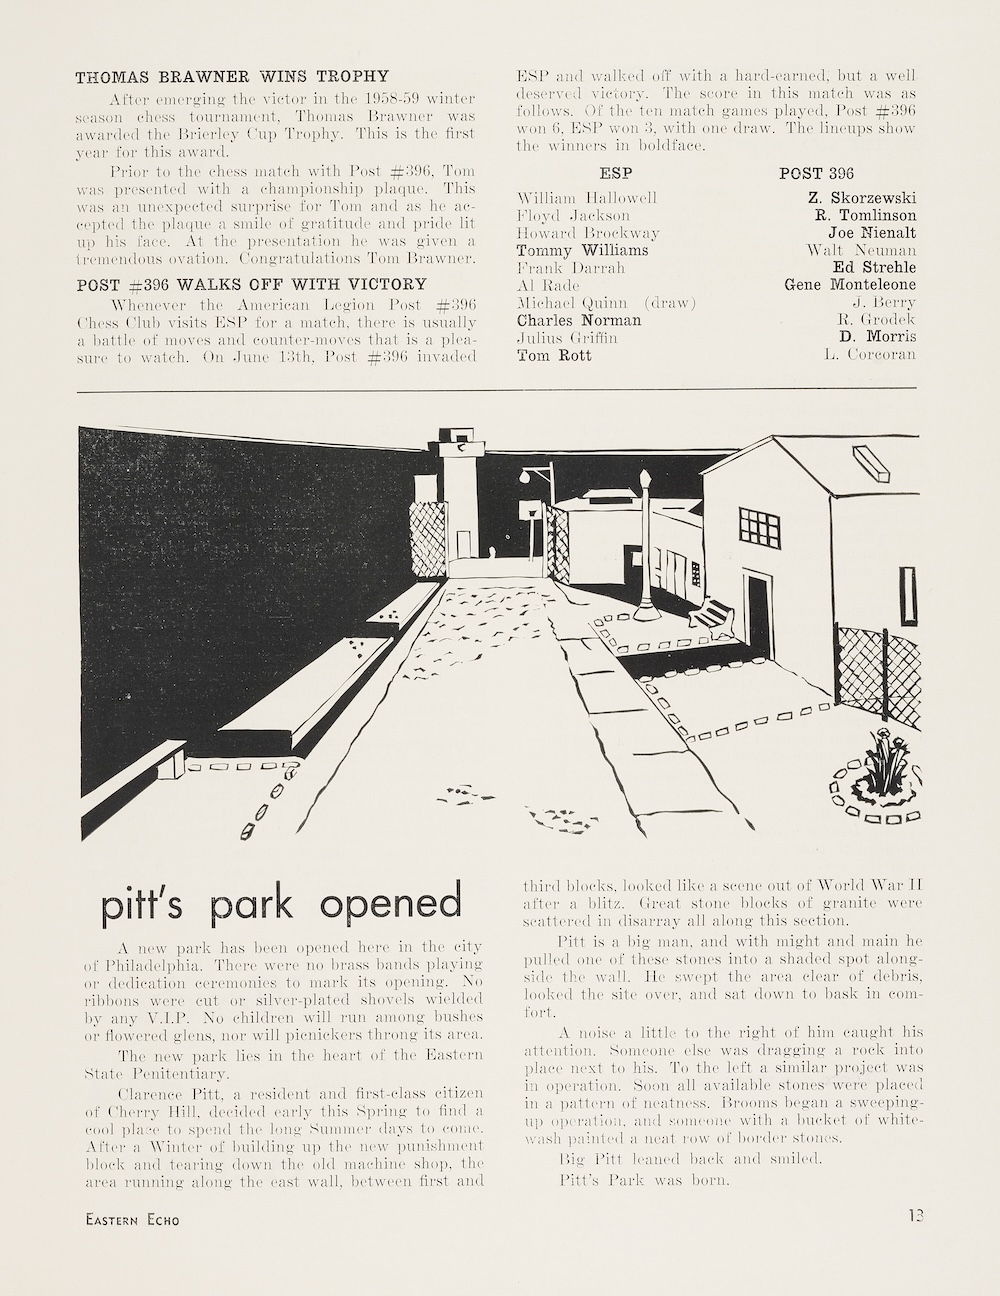 THOMAS BRAWNER WINS TROPHY
After emerging the victor in the 1958-59 winter
season chess tournament, Thomas Brawner was
awarded the Brierley Cup Trophy. This is the first
year for this award.
Prior to the chess match with Post #396, Tom
was presented with a championship plaque. This
was an unexpected surprise for Tom and as he ac-
cepted the plaque a smile of gratitude and pride lit
up his face. At the presentation he was given a
tremendous ovation. Congratulations Tom Brawner.
POST #396 WALKS OFF WITH VICTORY
Whenever the American Legion Post #396
Chess Club visits ESP for a match, there is usually
a battle of moves and counter-moves that is a plea-
sure to watch. On June 13th, Post #396 invaded
ESP and walked off with a hard-earned, but a well
deserved victory. The score in this match was as
follows. Of the ten match games played, Post #396
won 6, ESP won 3, with one draw. The lineups show
the winners in boldface.
ESP POST 396
William Hallowell Z. Skorzewski
Floyd Jackson R. Tomlinson
Howard Brockway Joe Nienalt
Tommy Williams Walt Neuman
Frank Darrah Ed Strehle
Al Rade Gene Monteleone
Michael Quinn (draw) J. Berry
Charles Norman R. Grodek
Julius Griffin D. Morris
Tom Rott L. Corcoran
pitt's park opened
A new park has been opened here in the city
of Philadelphia. There were no brass bands playing
or dedication ceremonies to mark its opening. No
ribbons were cut or silver-plated shovels wielded
by any V.I.P. No children will run among bushes
or flowered glens, nor will picnickers throng its area.
The new park lies in the heart of the Eastern
State Penitentiary.
Clarence Pitt, a resident and first-class citizen
of Cherry Hill, decided early this Spring to find a
cool place to spend the long Summer days to come.
After a Winter of building up the new punishment
block and tearing down the old machine shop, the
area running along the east wall, between first and
third blocks, looked like a scene out of World War II
after a blitz. Great stone blocks of granite were
scattered in disarray all along this section.
Pitt is a big man, and with might and main he
pulled one of these stones into a shaded spot along-
side the wall. He swept the area clear of debris,
looked the site over, and sat down to bask in com-
fort.
A noise a little to the right of him caught his
attention. Someone else was dragging a rock into
place next to his. To the left a similar project was
in operation. Soon all available stones were placed
in a pattern of neatness. Brooms began a sweeping-
up operation, and someone with a bucket of white-
wash painted a neat row of border stones.
Big Pitt leaned back and smiled.
Pitt's Park was born.
EASTERN ECHO
13